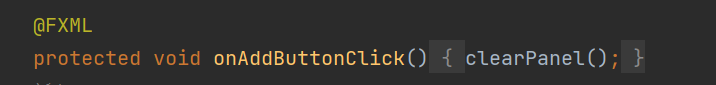 @FXML
protected void onAddButtonClick() { clearPanel(); }